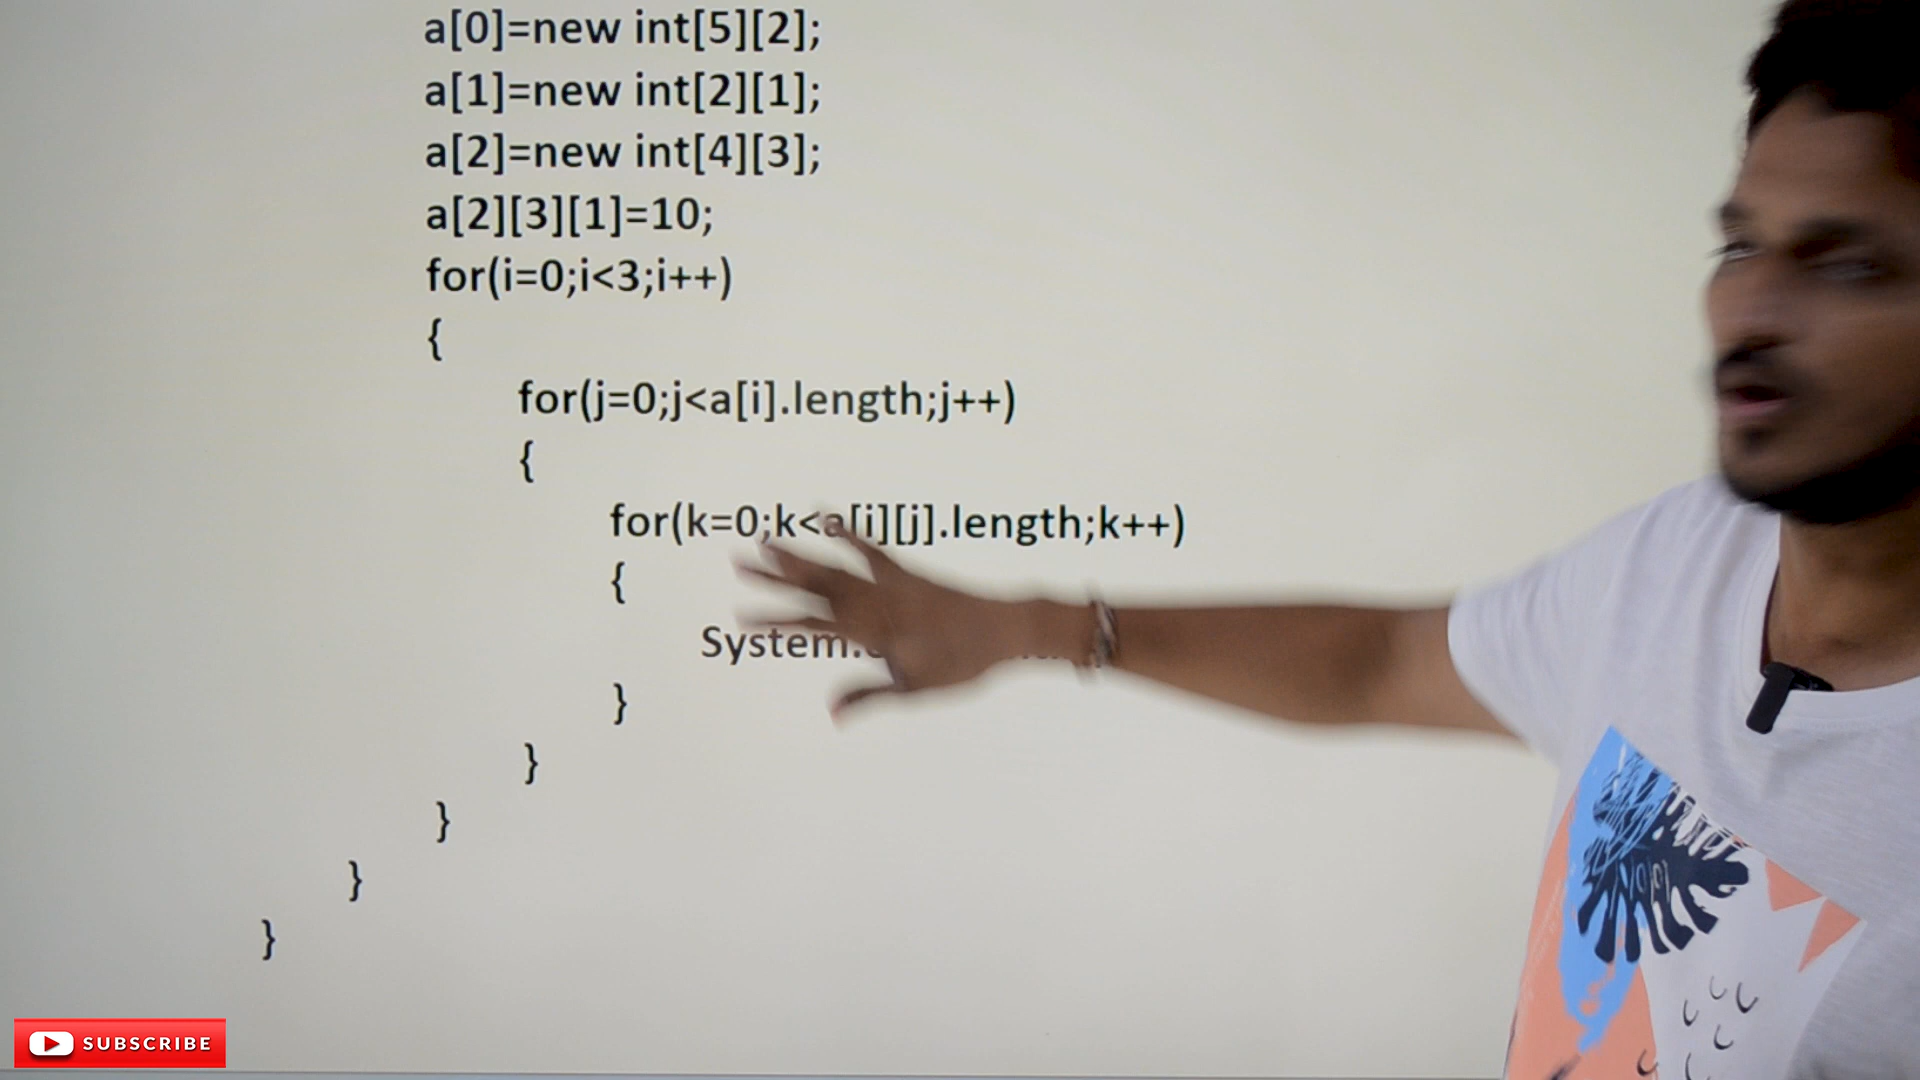 a[0]=new int[5][2];
a[1]=new int[2][1];
a[2]=new int[4][3];
a[2][3][1]=10;
for(i=0;i<3;i++)
{
for(j=0;j<a[i].length;j++)
{
for(k=0;k<a[i][j].length;k++)
{
System.
}
}
}
}
}
SUBSCRIBE